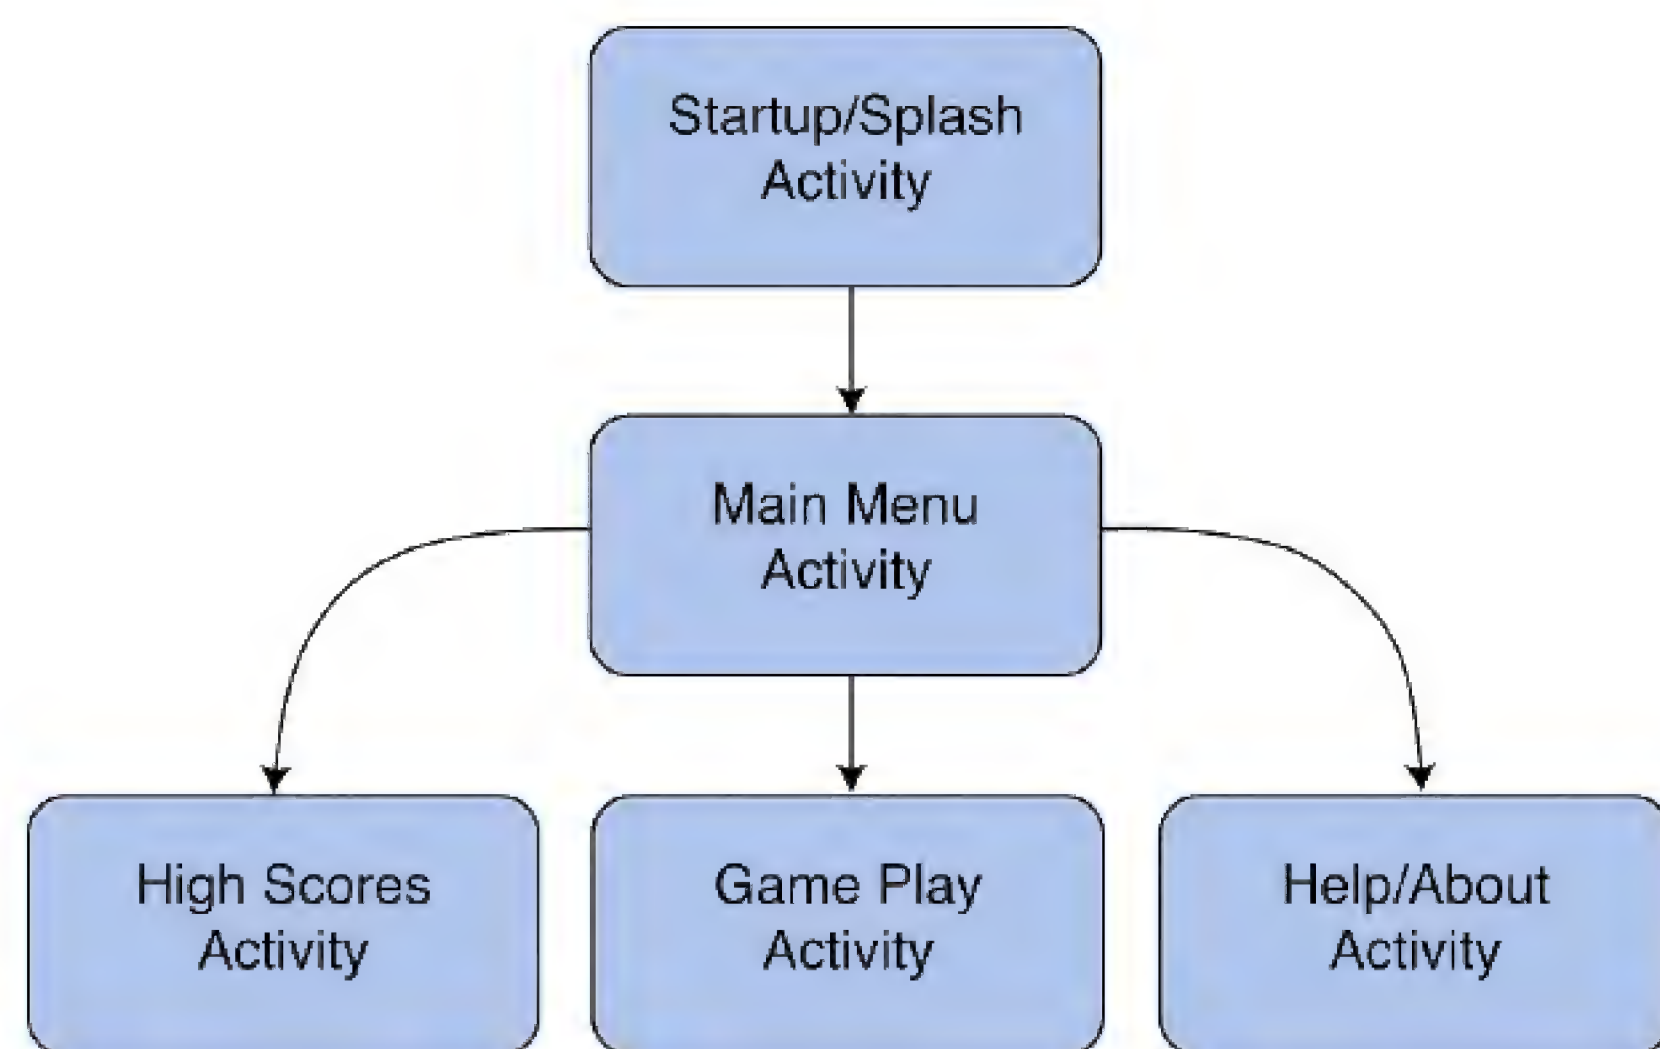 Startup/Splash
Activity
Main Menu
Activity
High Scores
Activity
Game Play
Activity
Help/About
Activity